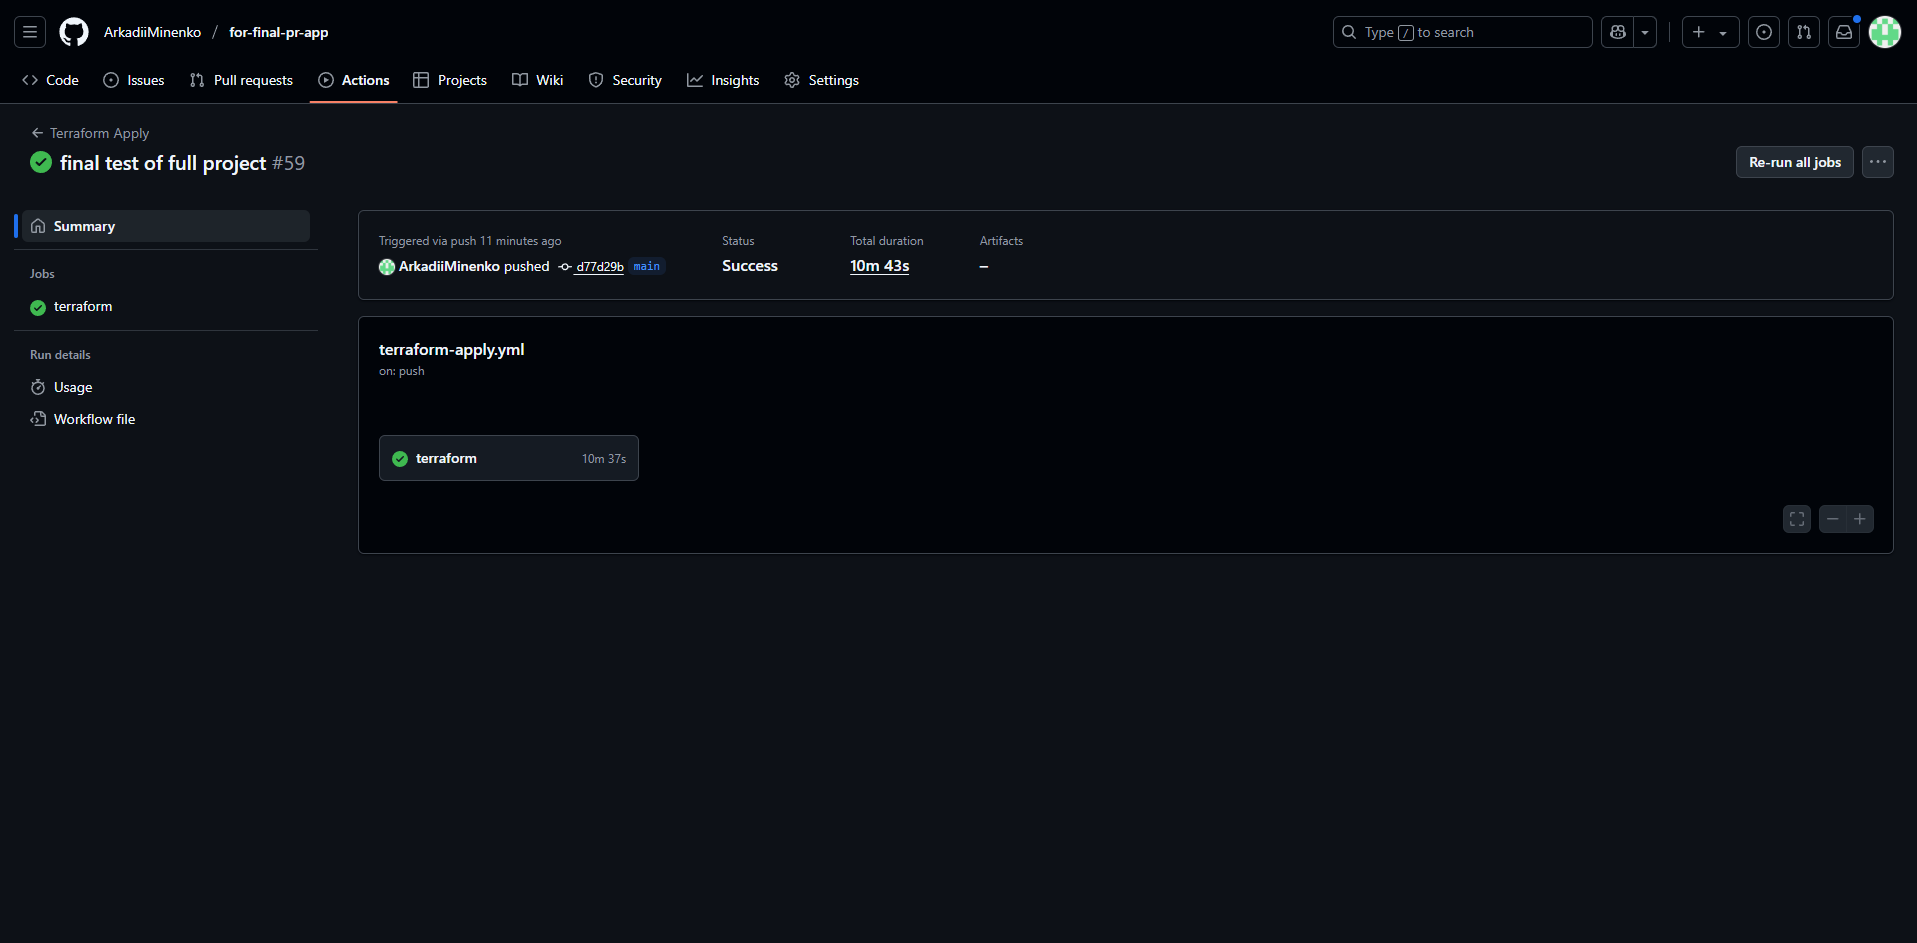 ArkadiiMinenko / for-final-pr-app
Type / to search
Code Issues Pull requests Actions Projects Wiki Security Insights Settings
Terraform Apply
final test of full project #59
Re-run all jobs
Summary
Jobs
terraform
Run details
Usage
Workflow file
Triggered via push 11 minutes ago
ArkadiiMinenko pushed d77d29b main
Status
Success
Total duration
10m 43s
Artifacts
–
terraform-apply.yml
on: push
terraform 10m 37s